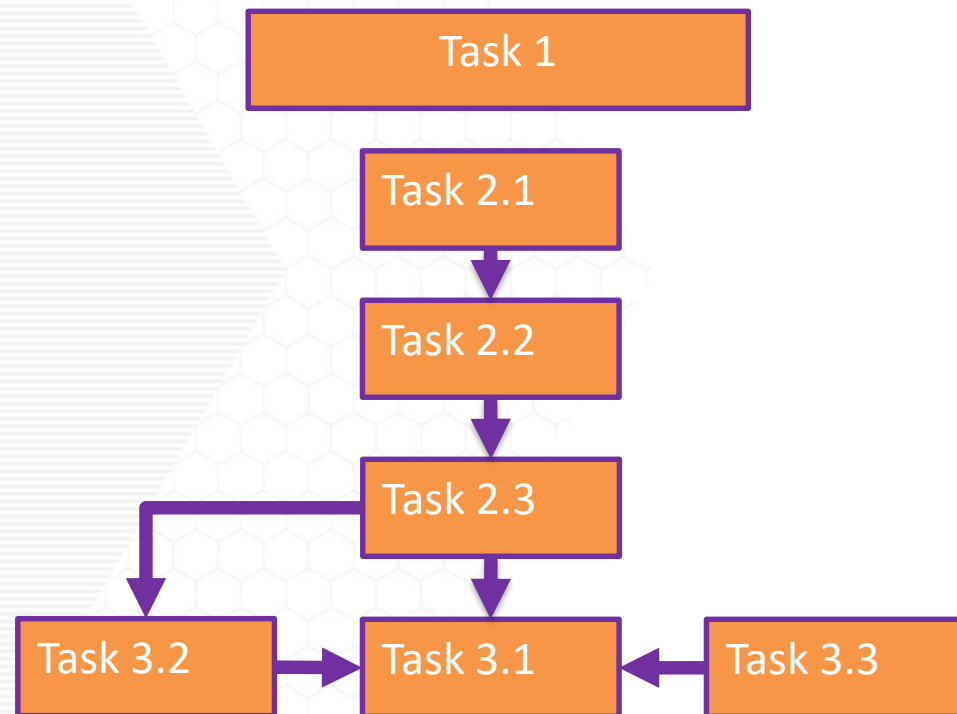 Task 1
Task 2.1
Task 2.2
Task 2.3
Task 3.2
Task 3.1
Task 3.3